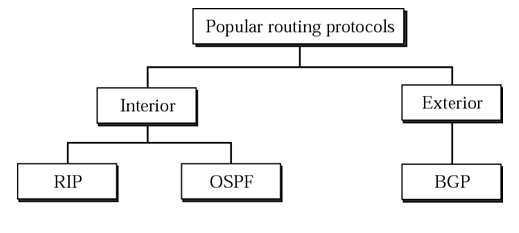 Popular routing protocols
Interior
Exterior
RIP
OSPF
BGP